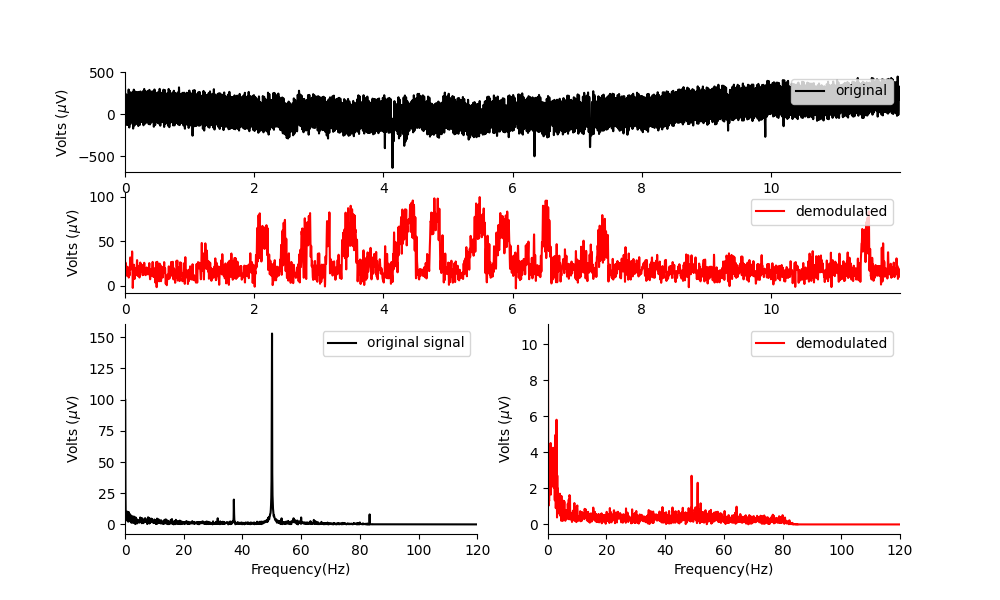 Volts (μV)
500
0
−500
original
0 2 4 6 8 10
Volts (μV)
100
50
0
demodulated
0 2 4 6 8 10
Volts (μV)
150
125
100
75
50
25
0
original signal
0 20 40 60 80 100 120
Frequency(Hz)
Volts (μV)
10
8
6
4
2
0
demodulated
0 20 40 60 80 100 120
Frequency(Hz)